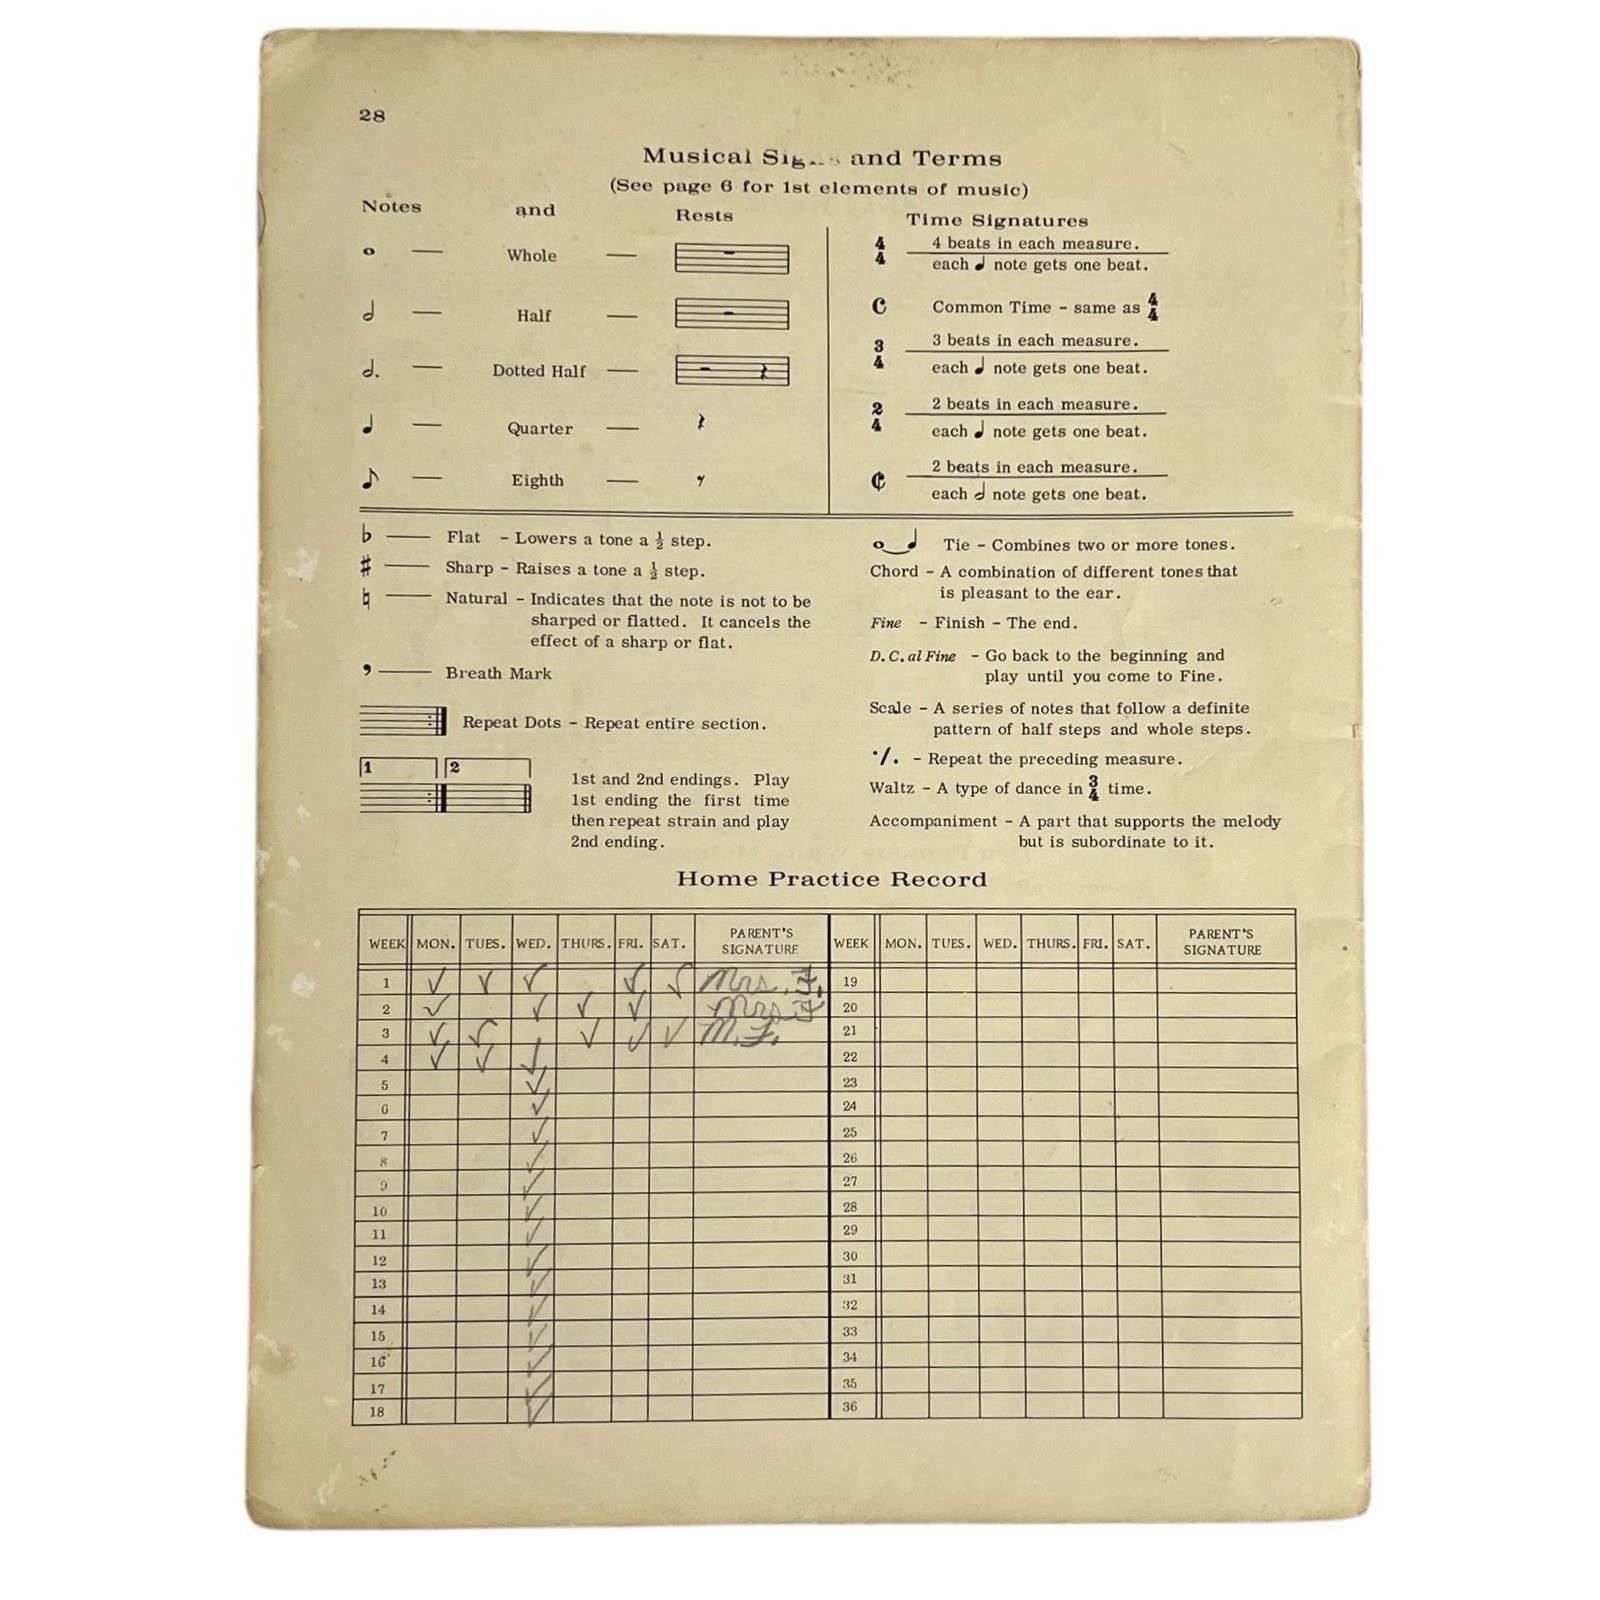 28
Musical and Terms
(See page 6 for 1st elements of music)
Notes and Rests
Whole
Half
Dotted Half
Quarter
Eighth
Time Signatures
4/4 4 beats in each measure.
each ♩ note gets one beat.
C Common Time - same as 4/4
3/4 3 beats in each measure.
each ♩ note gets one beat.
2/4 2 beats in each measure.
each ♩ note gets one beat.
¢ 2 beats in each measure.
each 𝅗𝅥 note gets one beat.
♭ Flat - Lowers a tone a ½ step.
♯ Sharp - Raises a tone a ½ step.
♮ Natural - Indicates that the note is not to be
sharped or flatted. It cancels the
effect of a sharp or flat.
, Breath Mark
Repeat Dots - Repeat entire section.
1 2
1st and 2nd endings. Play
1st ending the first time
then repeat strain and play
2nd ending.
Tie - Combines two or more tones.
Chord - A combination of different tones that
is pleasant to the ear.
Fine - Finish - The end.
D.C. al Fine - Go back to the beginning and
play until you come to Fine.
Scale - A series of notes that follow a definite
pattern of half steps and whole steps.
·/. - Repeat the preceding measure.
Waltz - A type of dance in 3/4 time.
Accompaniment - A part that supports the melody
but is subordinate to it.
Home Practice Record
WEEK MON. TUES. WED. THURS. FRI. SAT. PARENT'S SIGNATURE WEEK MON. TUES. WED. THURS. FRI. SAT. PARENT'S SIGNATURE
1 ✓ ✓ ✓ ✓ ✓ Mrs. F. 19
2 ✓ ✓ ✓ ✓ Mrs F 20
3 ✓ ✓ ✓ ✓ ✓ M.F. 21
4 ✓ ✓ ✓ 22
5 ✓ 23
6 ✓ 24
7 ✓ 25
8 ✓ 26
9 ✓ 27
10 ✓ 28
11 ✓ 29
12 ✓ 30
13 ✓ 31
14 ✓ 32
15 ✓ 33
16 ✓ 34
17 ✓ 35
18 ✓ 36